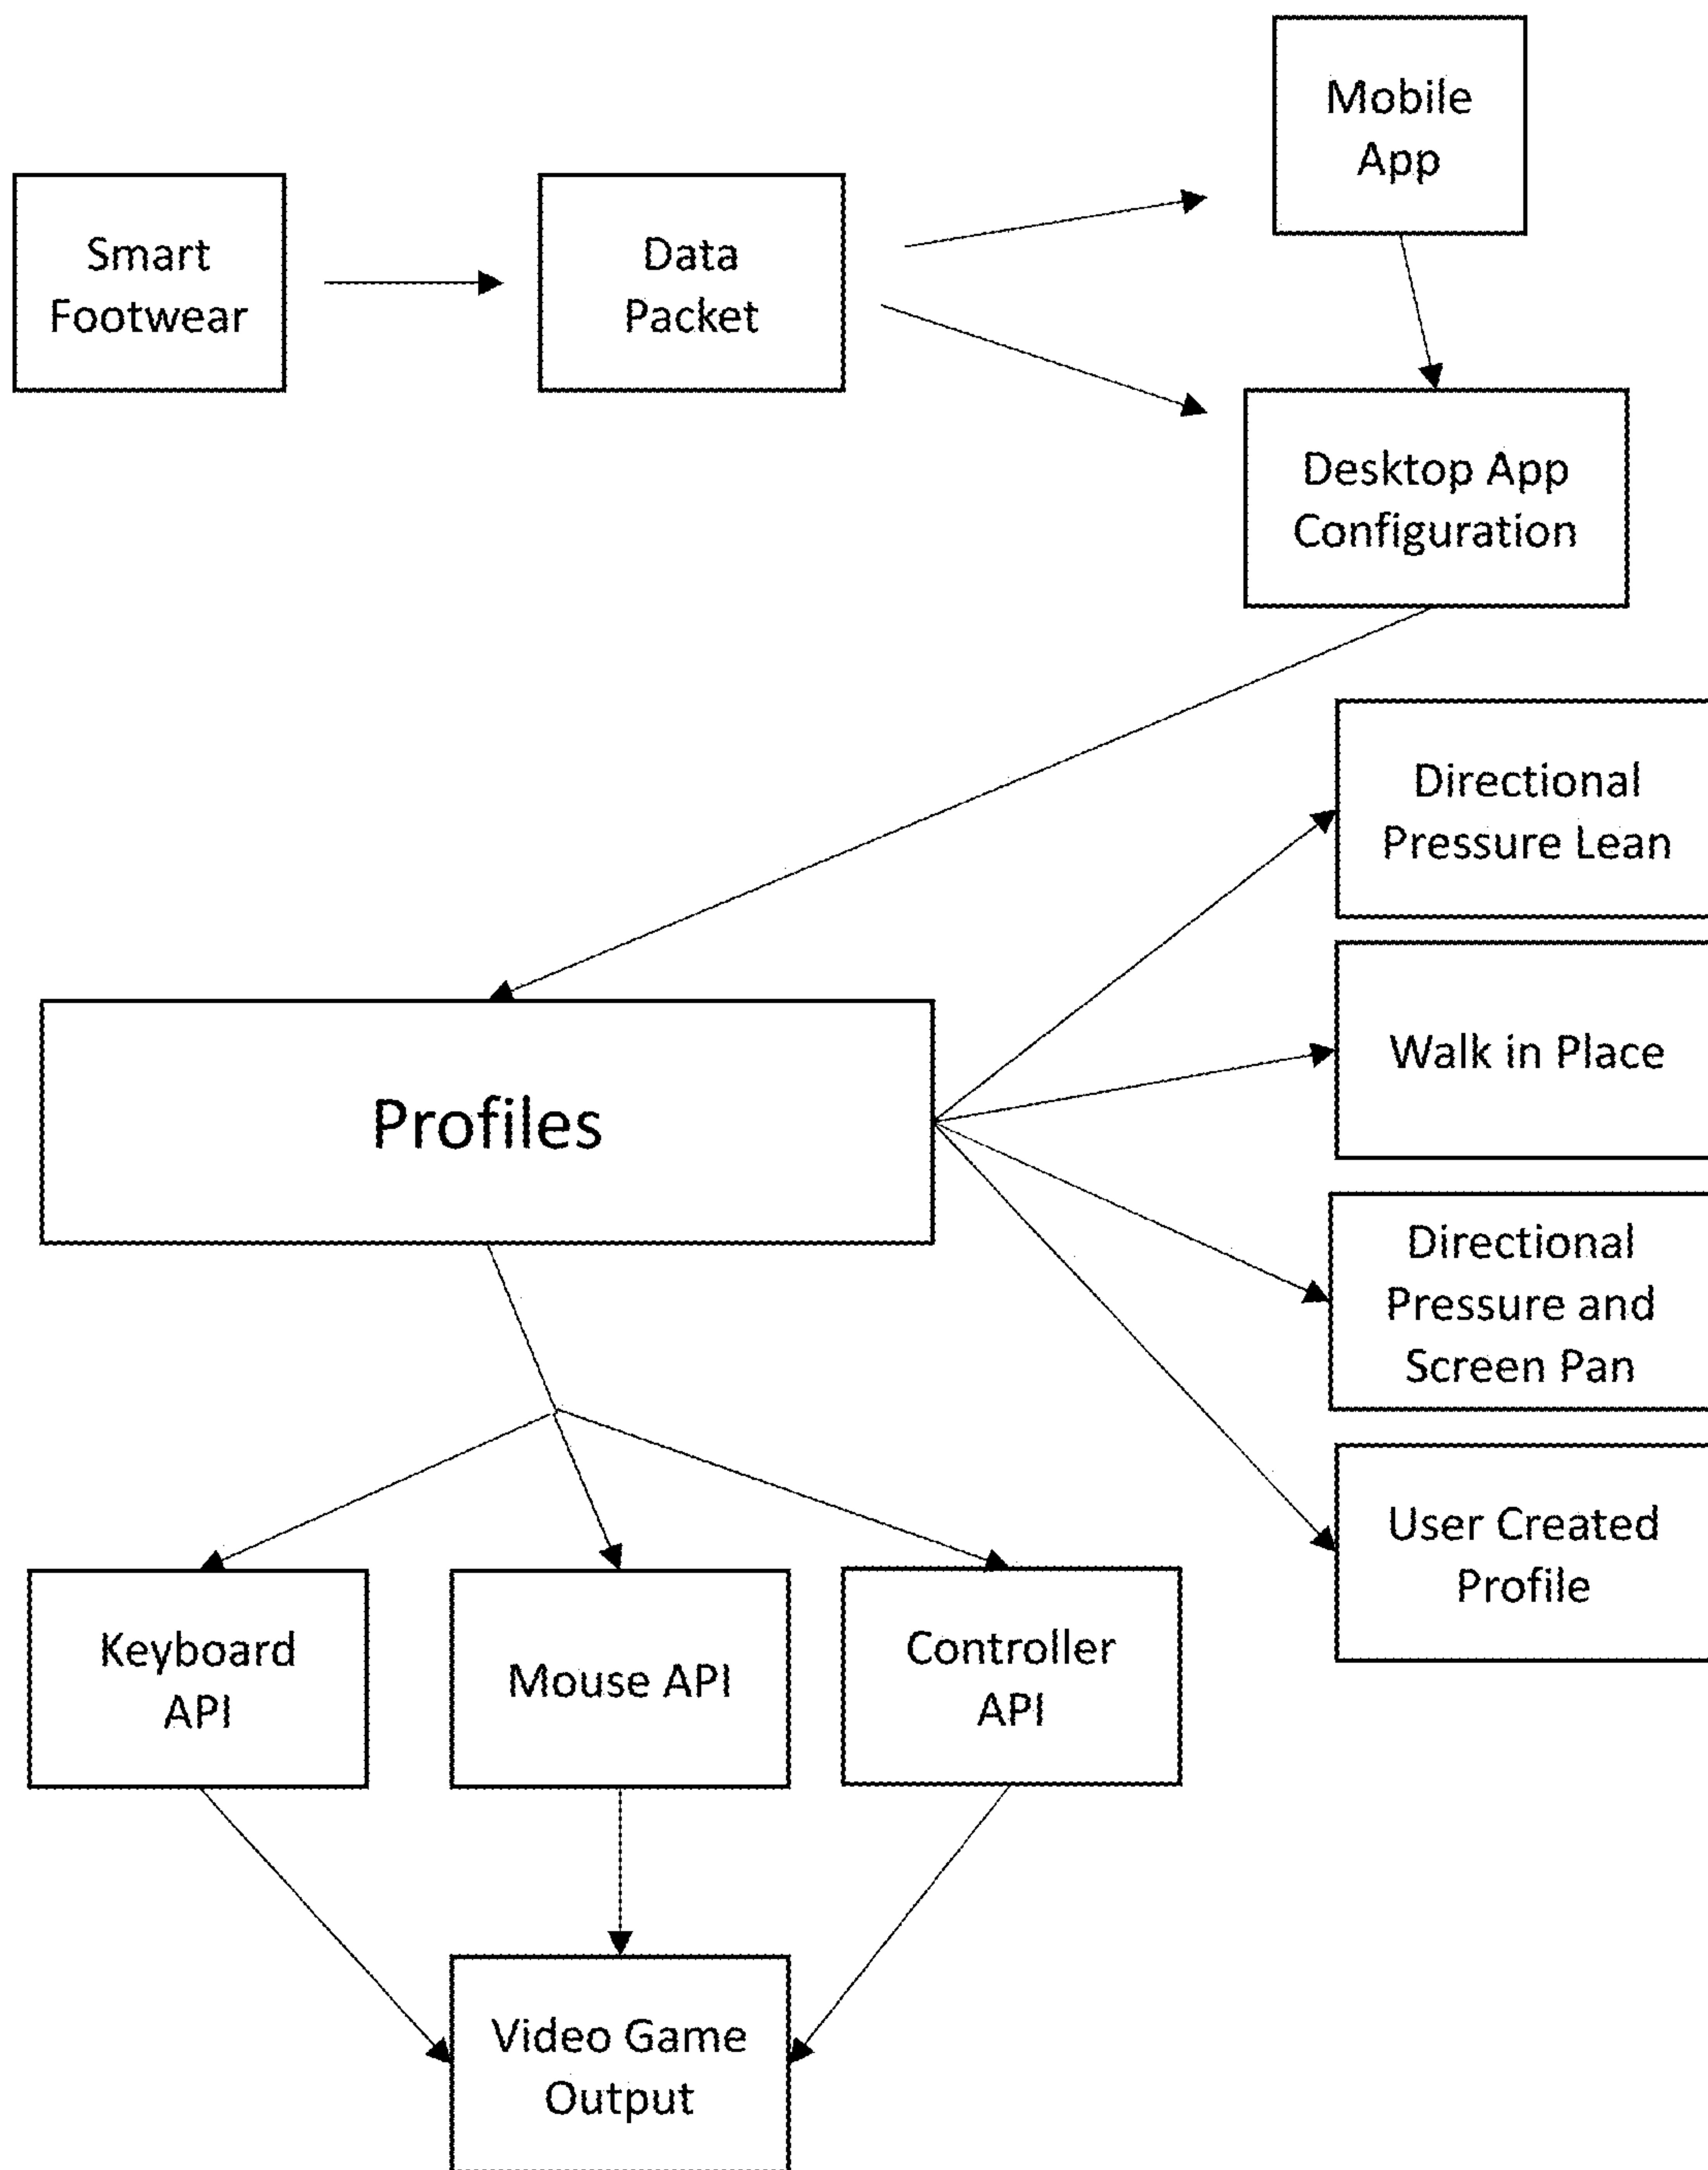 Mobile
App
Smart
Footwear
Data
Packet
Desktop App
Configuration
Directional
Pressure Lean
Walk in Place
Profiles
Directional
Pressure and
Screen Pan
User Created
Profile
Keyboard
API
Mouse API
Controller
API
Video Game
Output